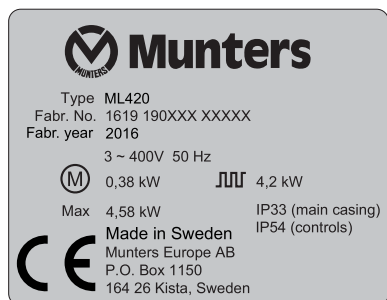 MUNTERS
Munters
Type ML420
Fabr. No. 1619 190XXX XXXXX
Fabr. year 2016
3 ~ 400V 50 Hz
M 0,38 kW 4,2 kW
Max 4,58 kW IP33 (main casing)
IP54 (controls)
CE Made in Sweden
Munters Europe AB
P.O. Box 1150
164 26 Kista, Sweden